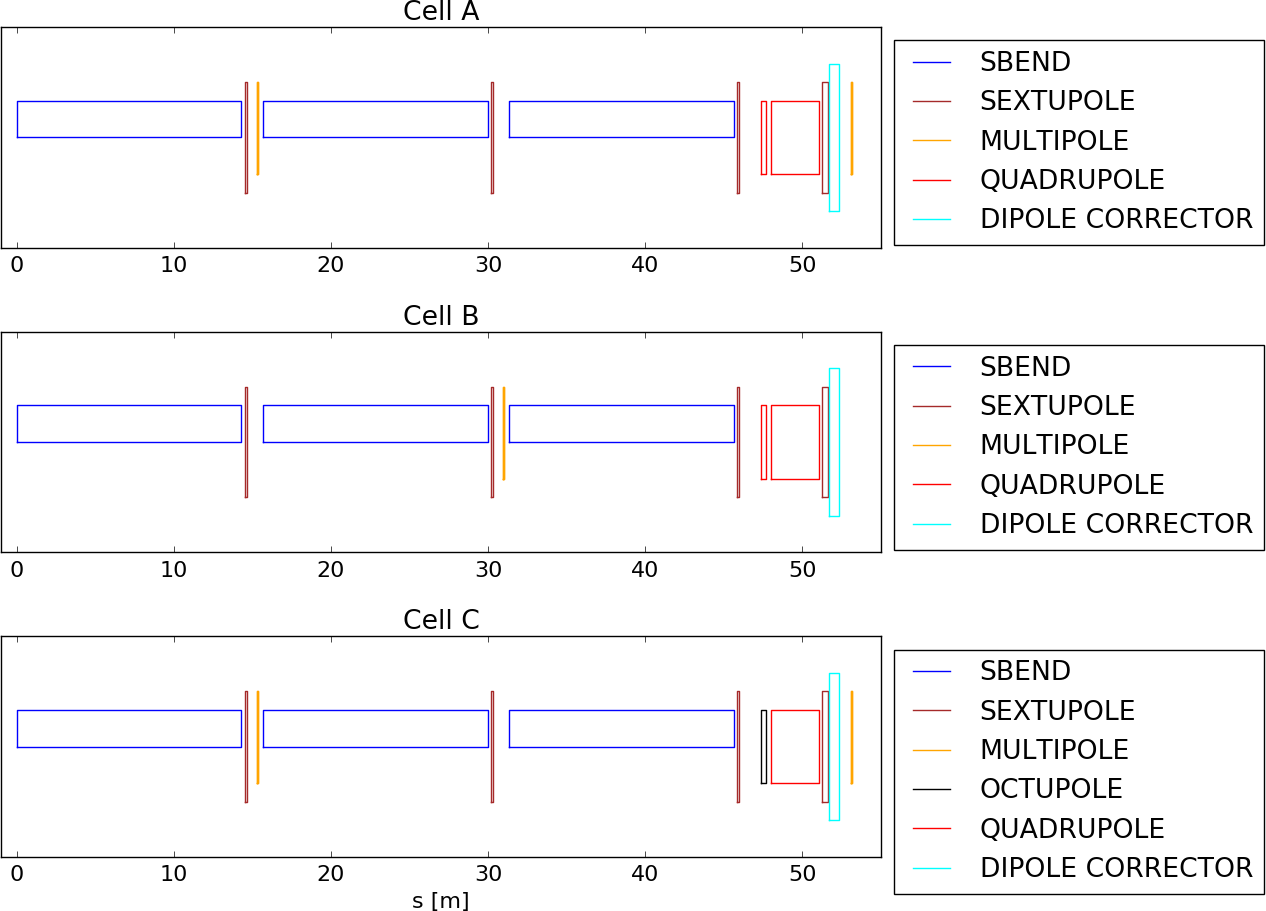 Cell A
SBEND
SEXTUPOLE
MULTIPOLE
QUADRUPOLE
DIPOLE CORRECTOR
0 10 20 30 40 50
Cell B
SBEND
SEXTUPOLE
MULTIPOLE
QUADRUPOLE
DIPOLE CORRECTOR
0 10 20 30 40 50
Cell C
SBEND
SEXTUPOLE
MULTIPOLE
OCTUPOLE
QUADRUPOLE
DIPOLE CORRECTOR
0 10 20 30 40 50
s [m]